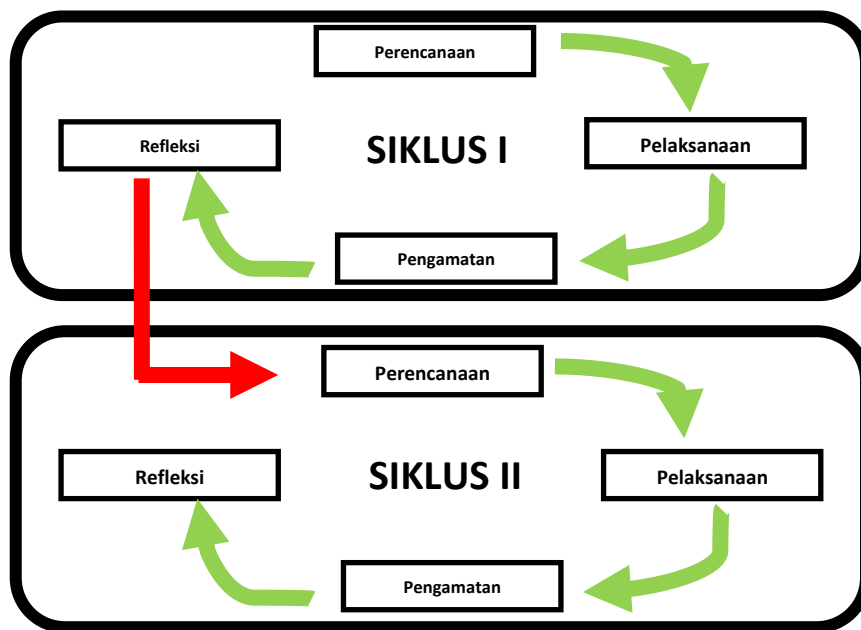 Perencanaan
Refleksi
SIKLUS I
Pelaksanaan
Pengamatan
Perencanaan
Refleksi
SIKLUS II
Pelaksanaan
Pengamatan